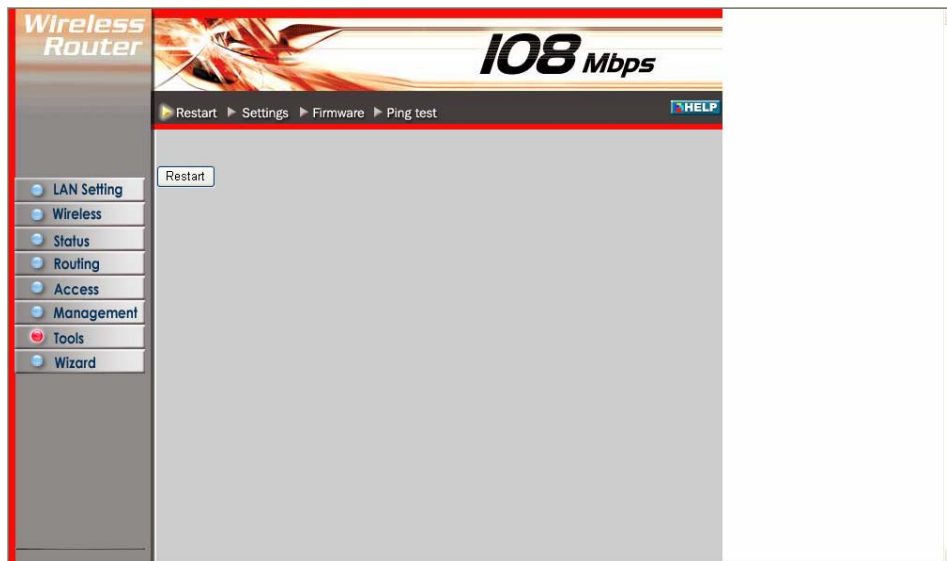 Wireless
Router
108 Mbps
Restart Settings Firmware Ping test
HELP
Restart
LAN Setting
Wireless
Status
Routing
Access
Management
Tools
Wizard